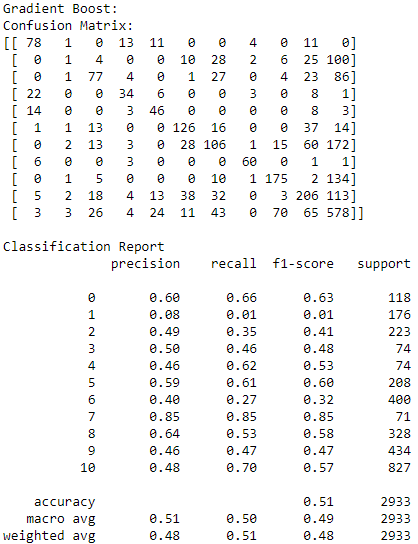 Gradient Boost:
Confusion Matrix:
[[ 78   1   0  13  11   0   0   4   0  11   0]
 [  0   1   4   0   0  10  28   2   6  25 100]
 [  0   1  77   4   0   1  27   0   4  23  86]
 [ 22   0   0  34   6   0   0   3   0   8   1]
 [ 14   0   0   3  46   0   0   0   0   8   3]
 [  1   1  13   0   0 126  16   0   0  37  14]
 [  0   2  13   3   0  28 106   1  15  60 172]
 [  6   0   0   3   0   0   0  60   0   1   1]
 [  0   1   5   0   0   0  10   1 175   2 134]
 [  5   2  18   4  13  38  32   0   3 206 113]
 [  3   3  26   4  24  11  43   0  70  65 578]]
Classification Report
              precision    recall  f1-score   support
           0       0.60      0.66      0.63       118
           1       0.08      0.01      0.01       176
           2       0.49      0.35      0.41       223
           3       0.50      0.46      0.48        74
           4       0.46      0.62      0.53        74
           5       0.59      0.61      0.60       208
           6       0.40      0.27      0.32       400
           7       0.85      0.85      0.85        71
           8       0.64      0.53      0.58       328
           9       0.46      0.47      0.47       434
          10       0.48      0.70      0.57       827
    accuracy                           0.51      2933
   macro avg       0.51      0.50      0.49      2933
weighted avg       0.48      0.51      0.48      2933